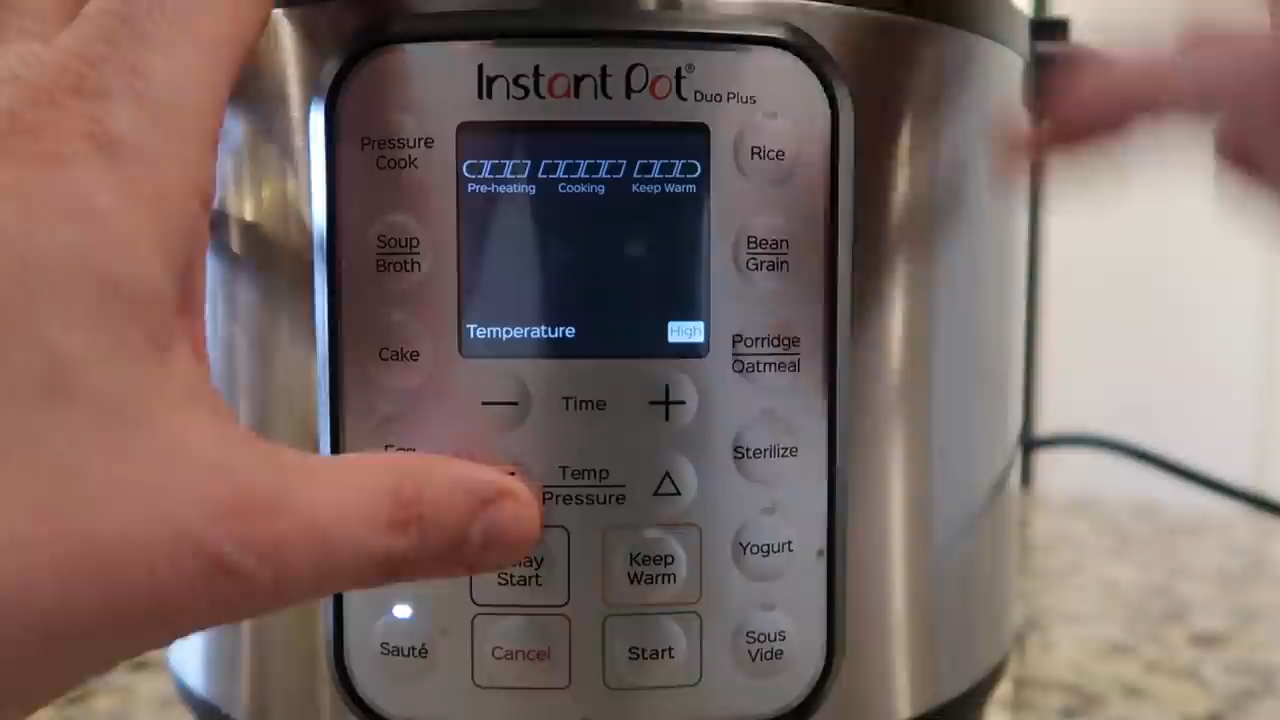 Instant Pot®
Duo Plus
Pressure
Cook
Soup
Broth
Cake
Pre-heating
Cooking
Keep Warm
Temperature
High
— Time +
Temp
Pressure
Start
Keep
Warm
Sauté
Cancel
Start
Rice
Bean
Grain
Porridge
Oatmeal
Sterilize
Yogurt
Sous
Vide